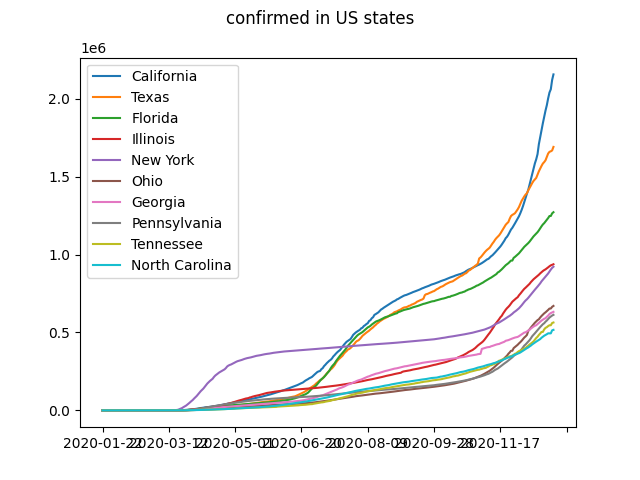 confirmed in US states
1e6
2.0
1.5
1.0
0.5
0.0
California
Texas
Florida
Illinois
New York
Ohio
Georgia
Pennsylvania
Tennessee
North Carolina
2020-01-22 2020-03-12 2020-05-01 2020-06-20 2020-08-09 2020-09-28 2020-11-17